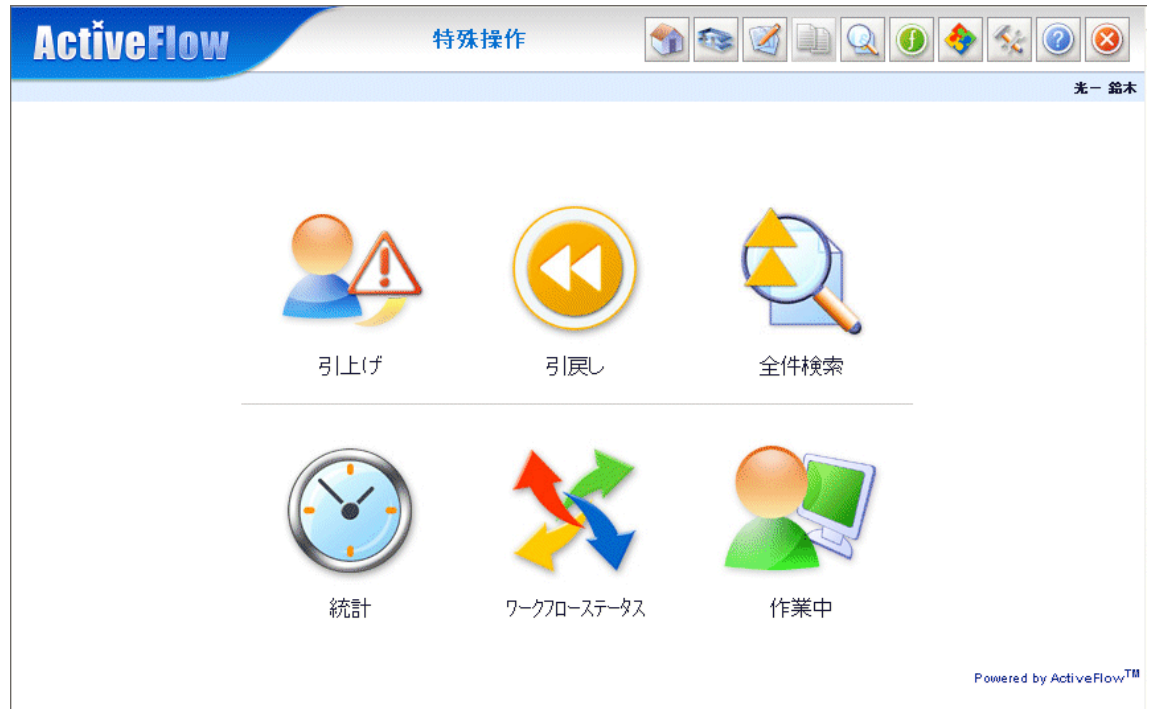 ActiveFlow
特殊操作
光一 鈴木
引上げ 引戻し 全件検索
統計 ワークフローステータス 作業中
Powered by ActiveFlow™